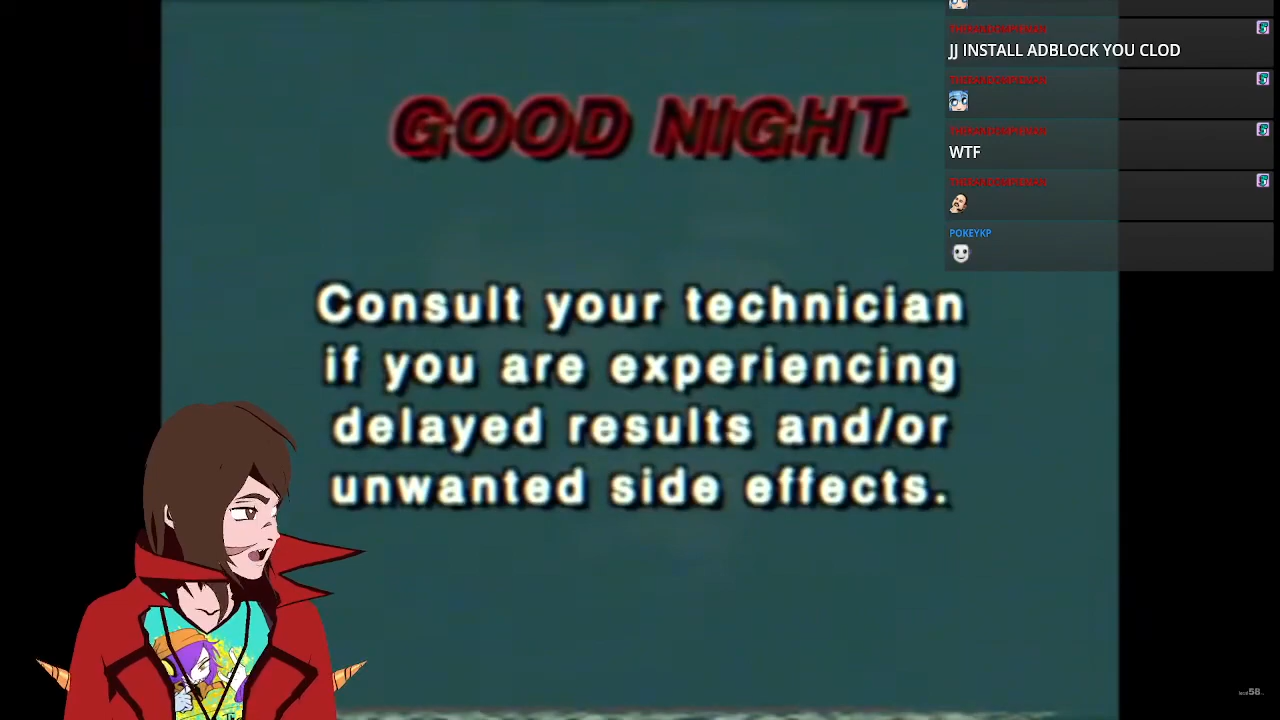 JJ INSTALL ADBLOCK YOU CLOD
WTF
POKEYKP
GOOD NIGHT
Consult your technician
if you are experiencing
delayed results and/or
unwanted side effects.
58